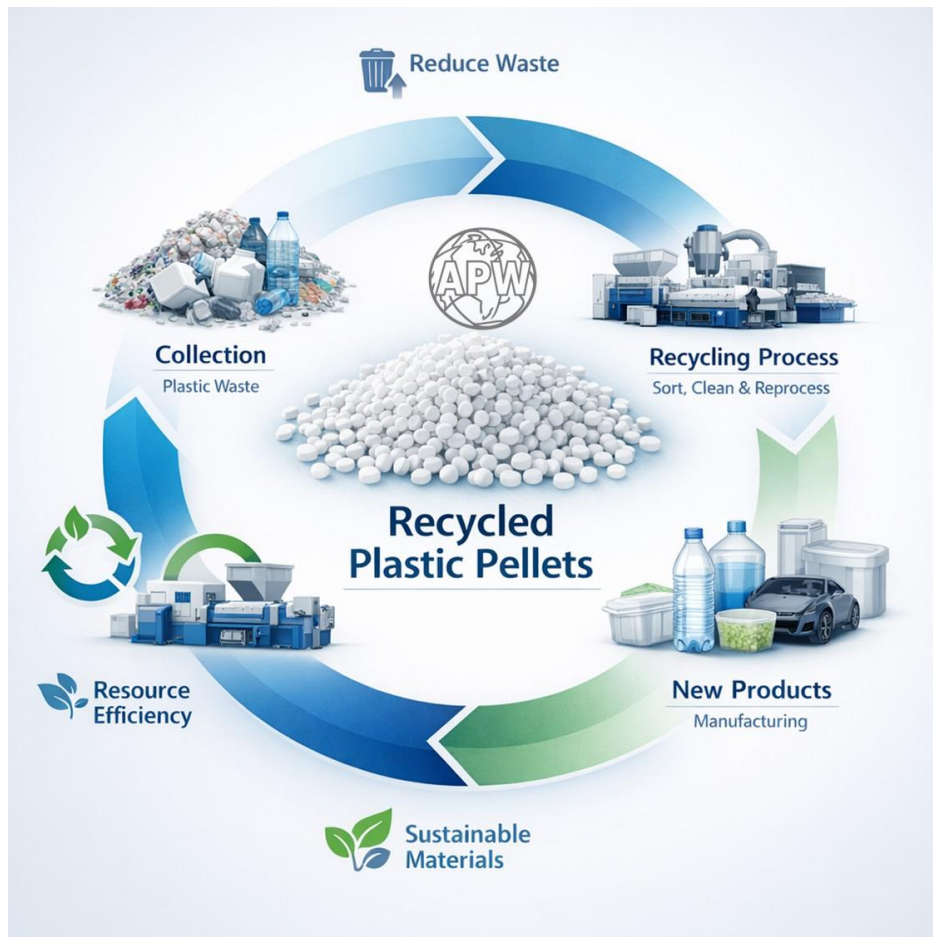 Reduce Waste
APW
Collection
Plastic Waste
Recycling Process
Sort, Clean & Reprocess
Recycled
Plastic Pellets
Resource
Efficiency
New Products
Manufacturing
Sustainable
Materials